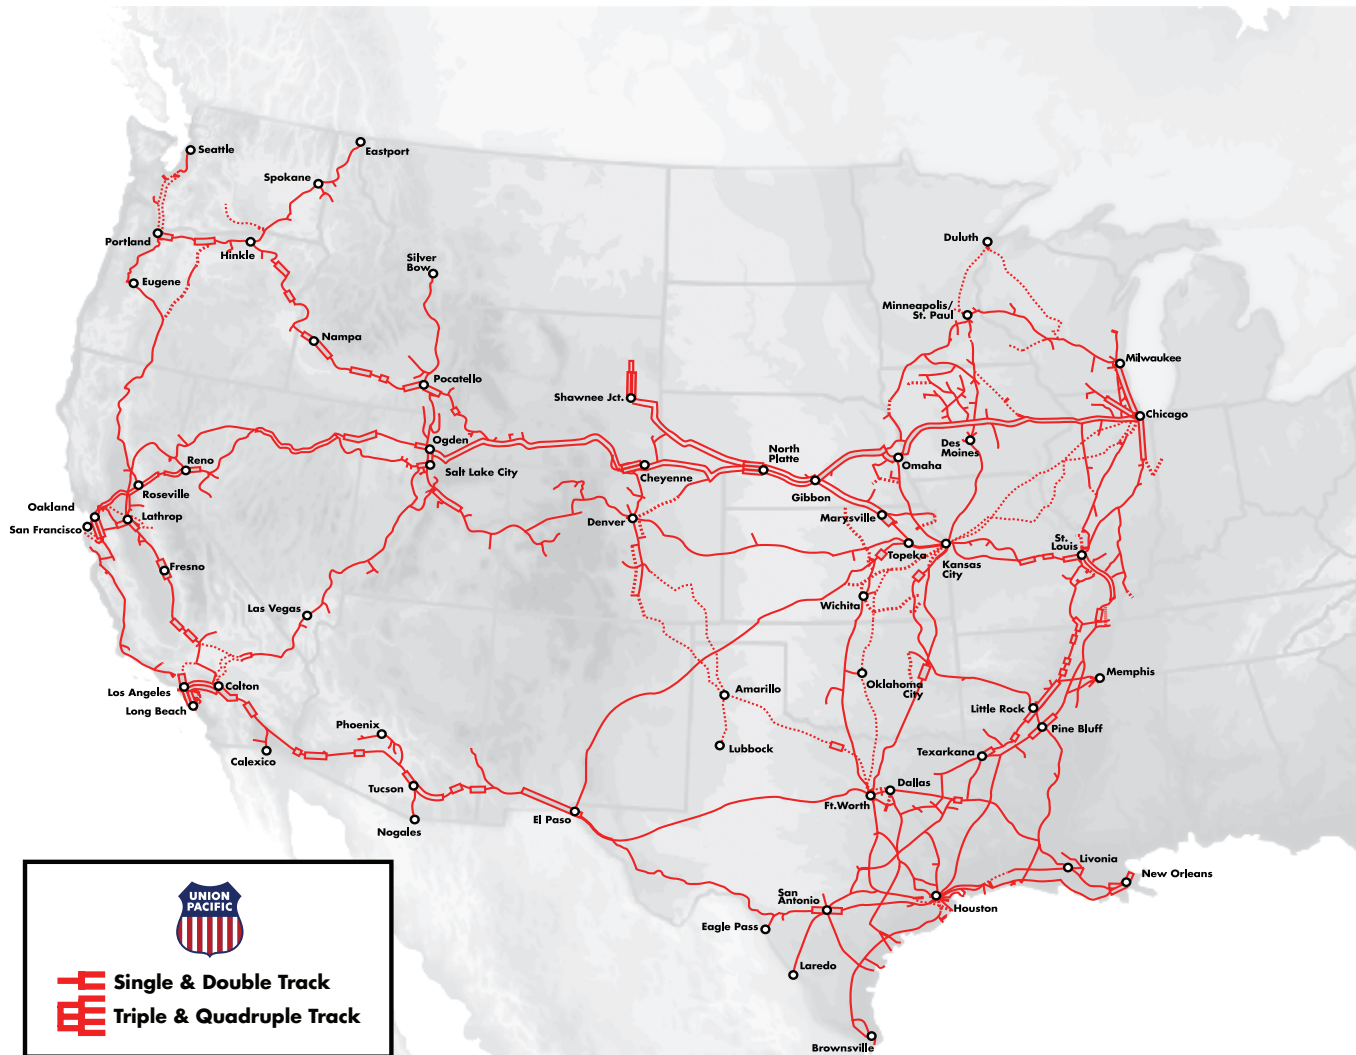 Seattle
Eastport
Spokane
Portland
Hinkle
Duluth
Silver
Bow
Eugene
Minneapolis/
St. Paul
Nampa
Milwaukee
Pocatello
Shawnee Jct.
Chicago
Ogden
Des
Moines
North
Platte
Reno
Salt Lake City
Cheyenne
Omaha
Roseville
Gibbon
Oakland
Lathrop
San Francisco
Denver
Marysville
St.
Louis
Topeka
Kansas
City
Fresno
Las Vegas
Wichita
Los Angeles
Colton
Long Beach
Amarillo
Oklahoma
City
Memphis
Little Rock
Phoenix
Pine Bluff
Calexico
Lubbock
Texarkana
Tucson
Dallas
Ft.Worth
El Paso
Nogales
Livonia
New Orleans
San
Antonio
Houston
Eagle Pass
Laredo
Brownsville
UNION
PACIFIC
Single & Double Track
Triple & Quadruple Track